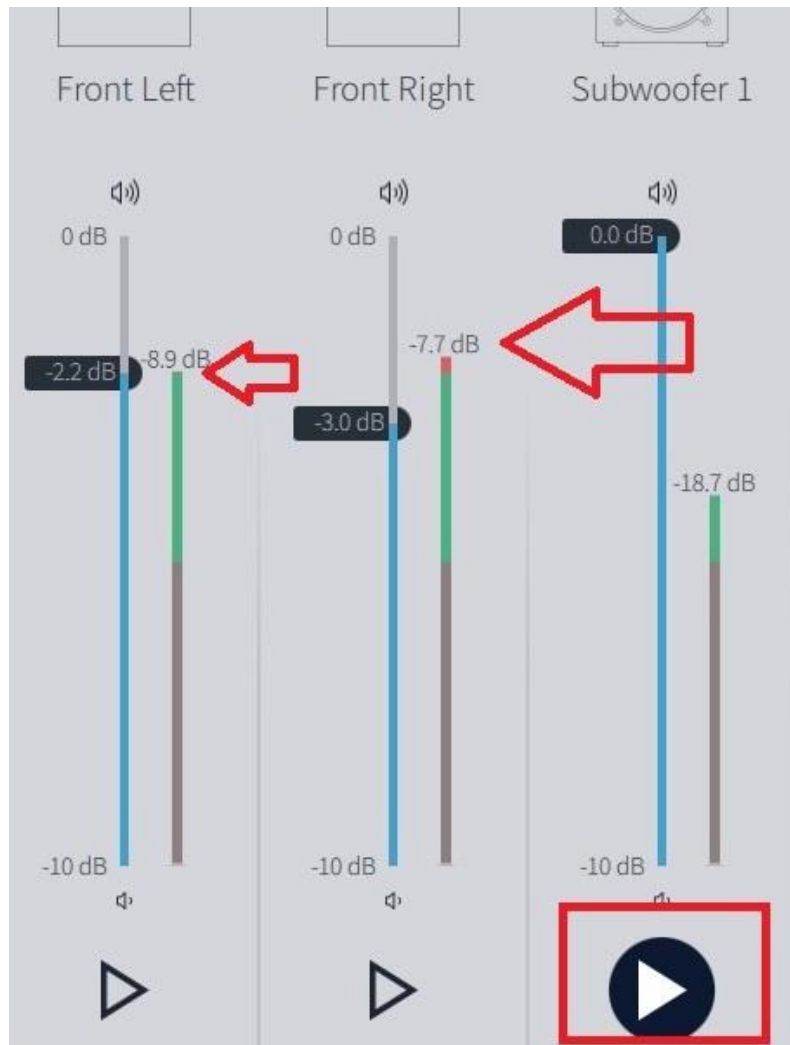 Front Left
Front Right
Subwoofer 1
0 dB
0 dB
0.0 dB
-2.2 dB
-8.9 dB
-3.0 dB
-7.7 dB
-18.7 dB
-10 dB
-10 dB
-10 dB